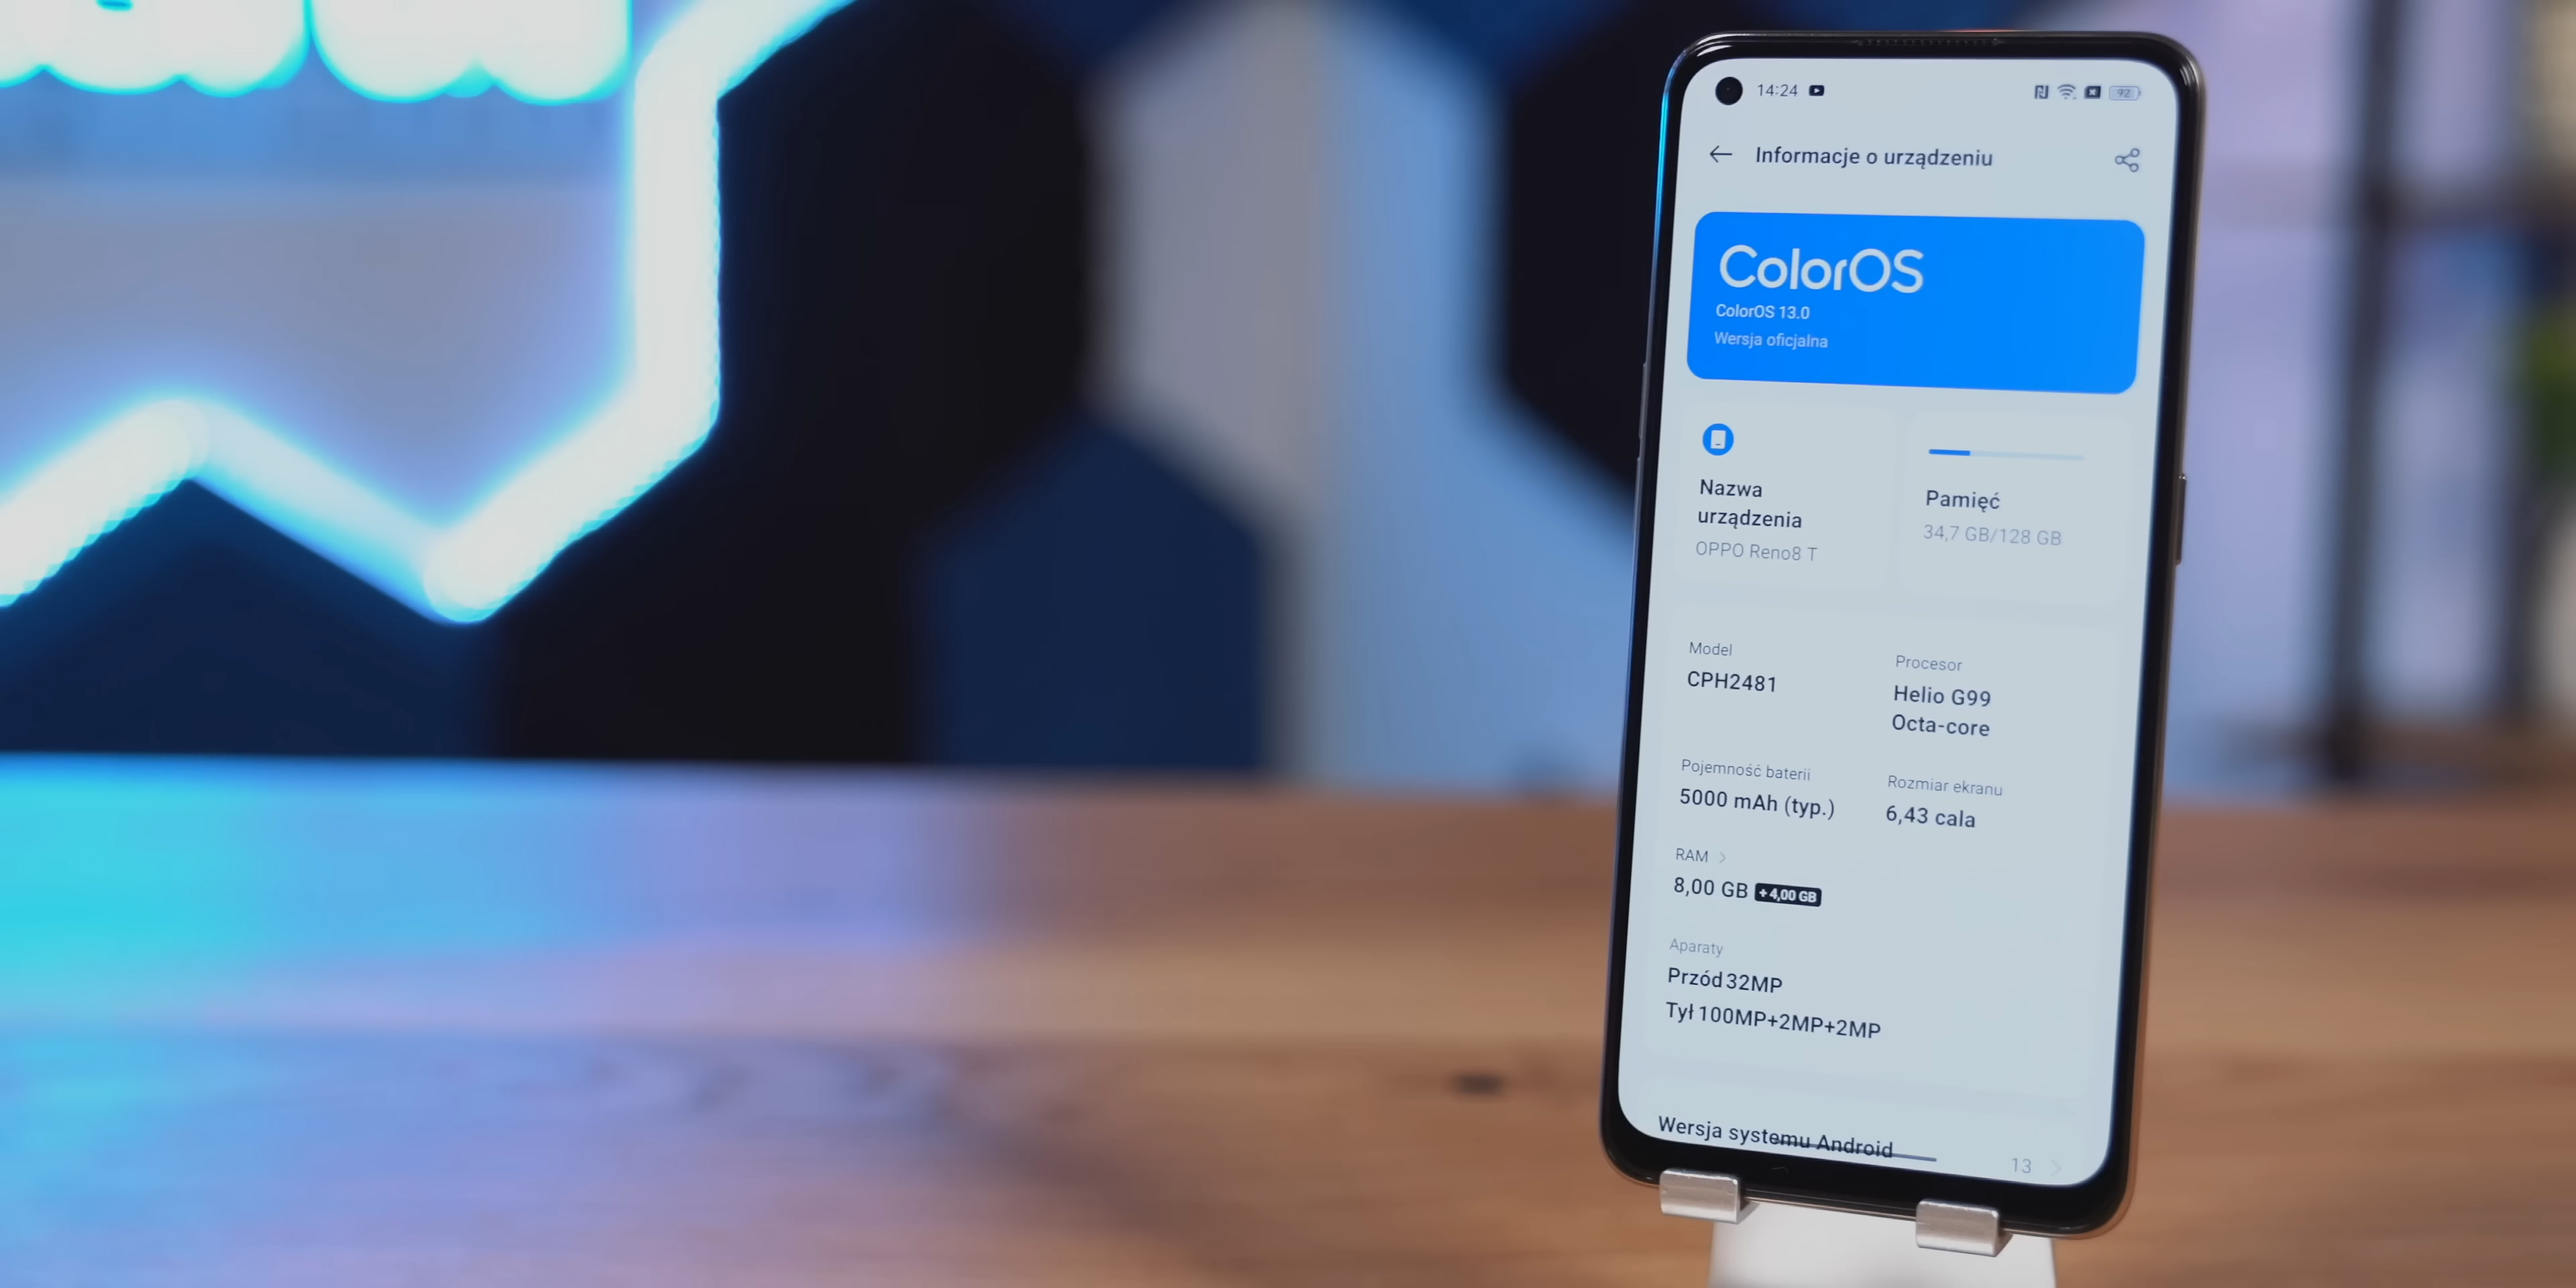 14:24
92
Informacje o urządzeniu
ColorOS
ColorOS 13.0
Wersja oficjalna
Nazwa
urządzenia
OPPO Reno8 T
Pamięć
34,7 GB/128 GB
Model
CPH2481
Procesor
Helio G99
Octa-core
Pojemność baterii
5000 mAh (typ.)
Rozmiar ekranu
6,43 cala
RAM
8,00 GB +4,00 GB
Aparaty
Przód 32MP
Tył 100MP+2MP+2MP
Wersja systemu Android
13